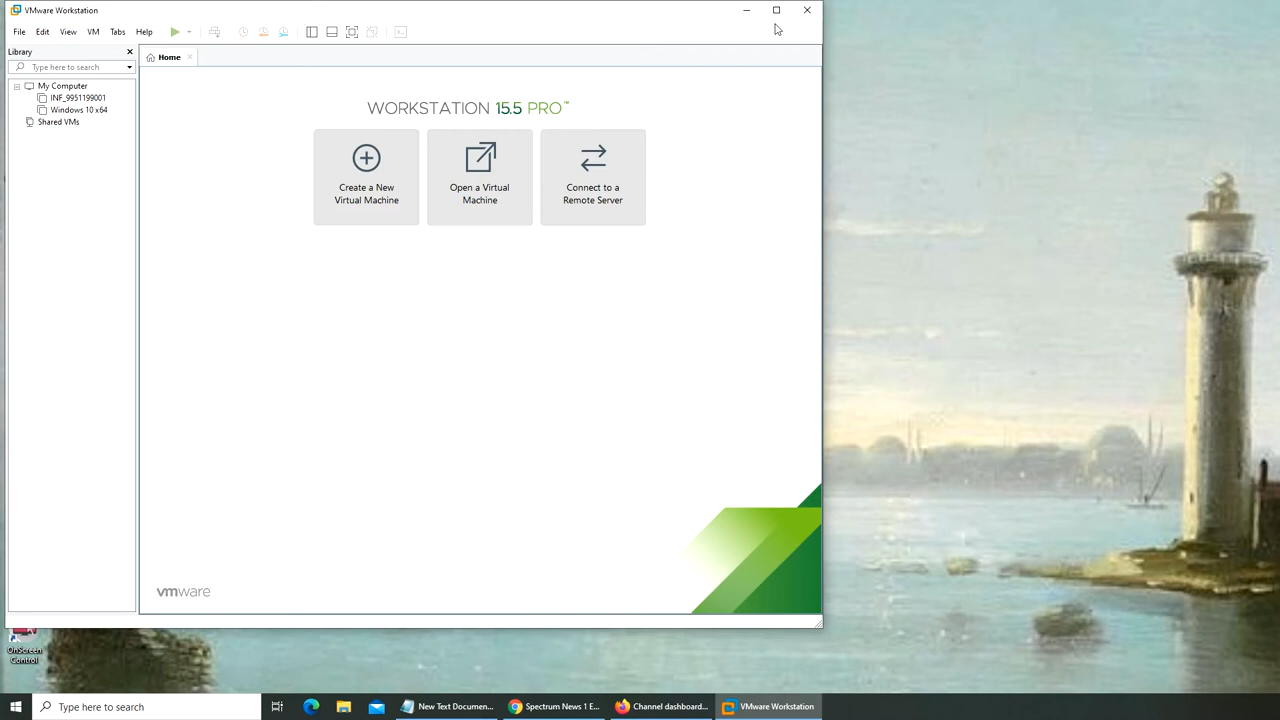 VMware Workstation
File Edit View VM Tabs Help
Library
Type here to search
My Computer
INF_9951199001
Windows 10 x64
Shared VMs
Home
WORKSTATION 15.5 PRO™
Create a New
Virtual Machine
Open a Virtual
Machine
Connect to a
Remote Server
vmware
OnScreen
Control
Type here to search
New Text Documen...
Spectrum News 1 E...
Channel dashboard...
VMware Workstation